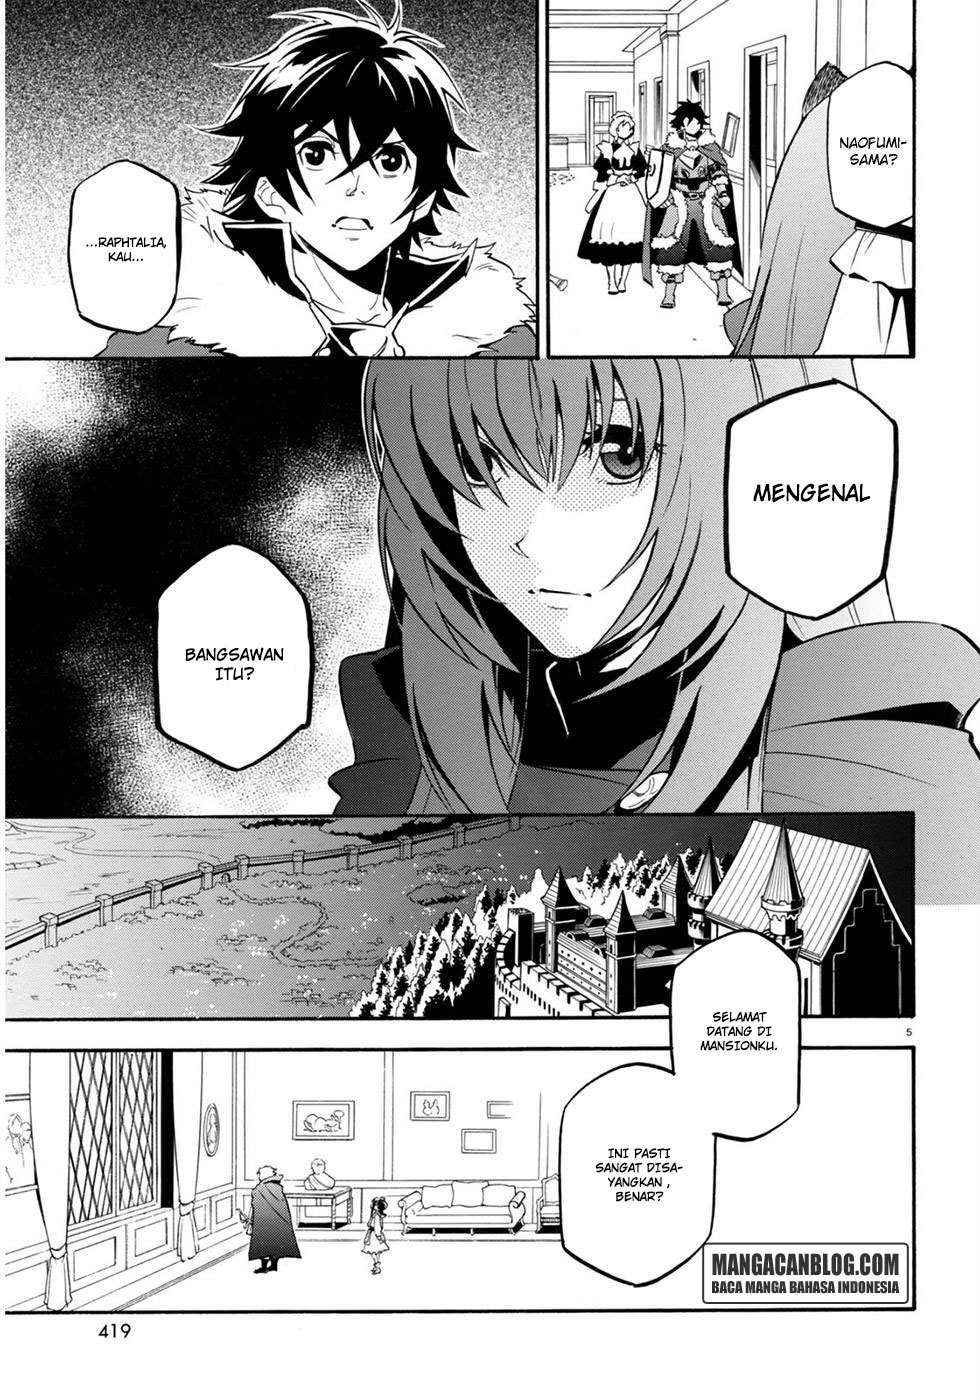 NAOFUMI-
SAMA?
...RAPHTALIA,
KAU...
MENGENAL
BANGSAWAN
ITU?
SELAMAT
DATANG DI
MANSIONKU.
5
INI PASTI
SANGAT DISA-
YANGKAN ,
BENAR?
MANGACANBLOG.COM
BACA MANGA BAHASA INDONESIA
419